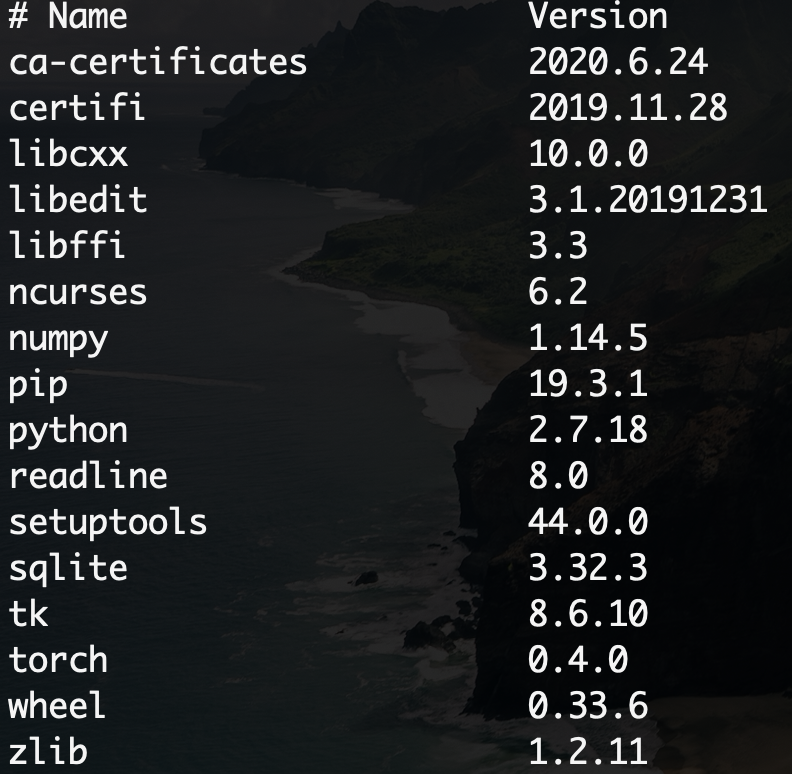 # Name Version
ca-certificates 2020.6.24
certifi 2019.11.28
libcxx 10.0.0
libedit 3.1.20191231
libffi 3.3
ncurses 6.2
numpy 1.14.5
pip 19.3.1
python 2.7.18
readline 8.0
setuptools 44.0.0
sqlite 3.32.3
tk 8.6.10
torch 0.4.0
wheel 0.33.6
zlib 1.2.11